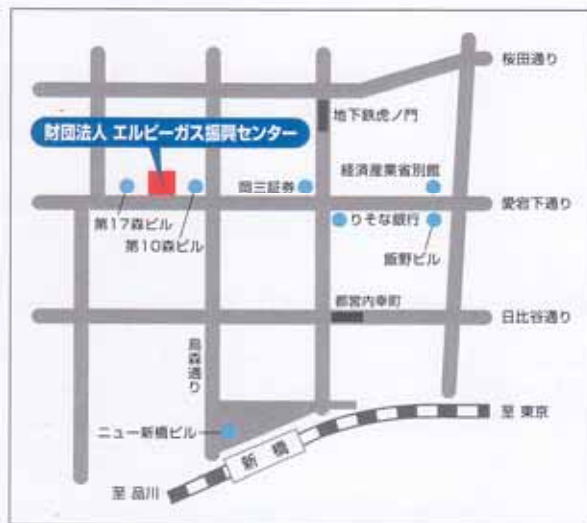 桜田通り
地下鉄虎ノ門
財団法人 エルピーガス振興センター
経済産業省別館
岡三証券
愛宕下通り
第17森ビル
第10森ビル
りそな銀行
飯野ビル
都営内幸町
日比谷通り
烏森通り
ニュー新橋ビル
新橋
至 東京
至 品川